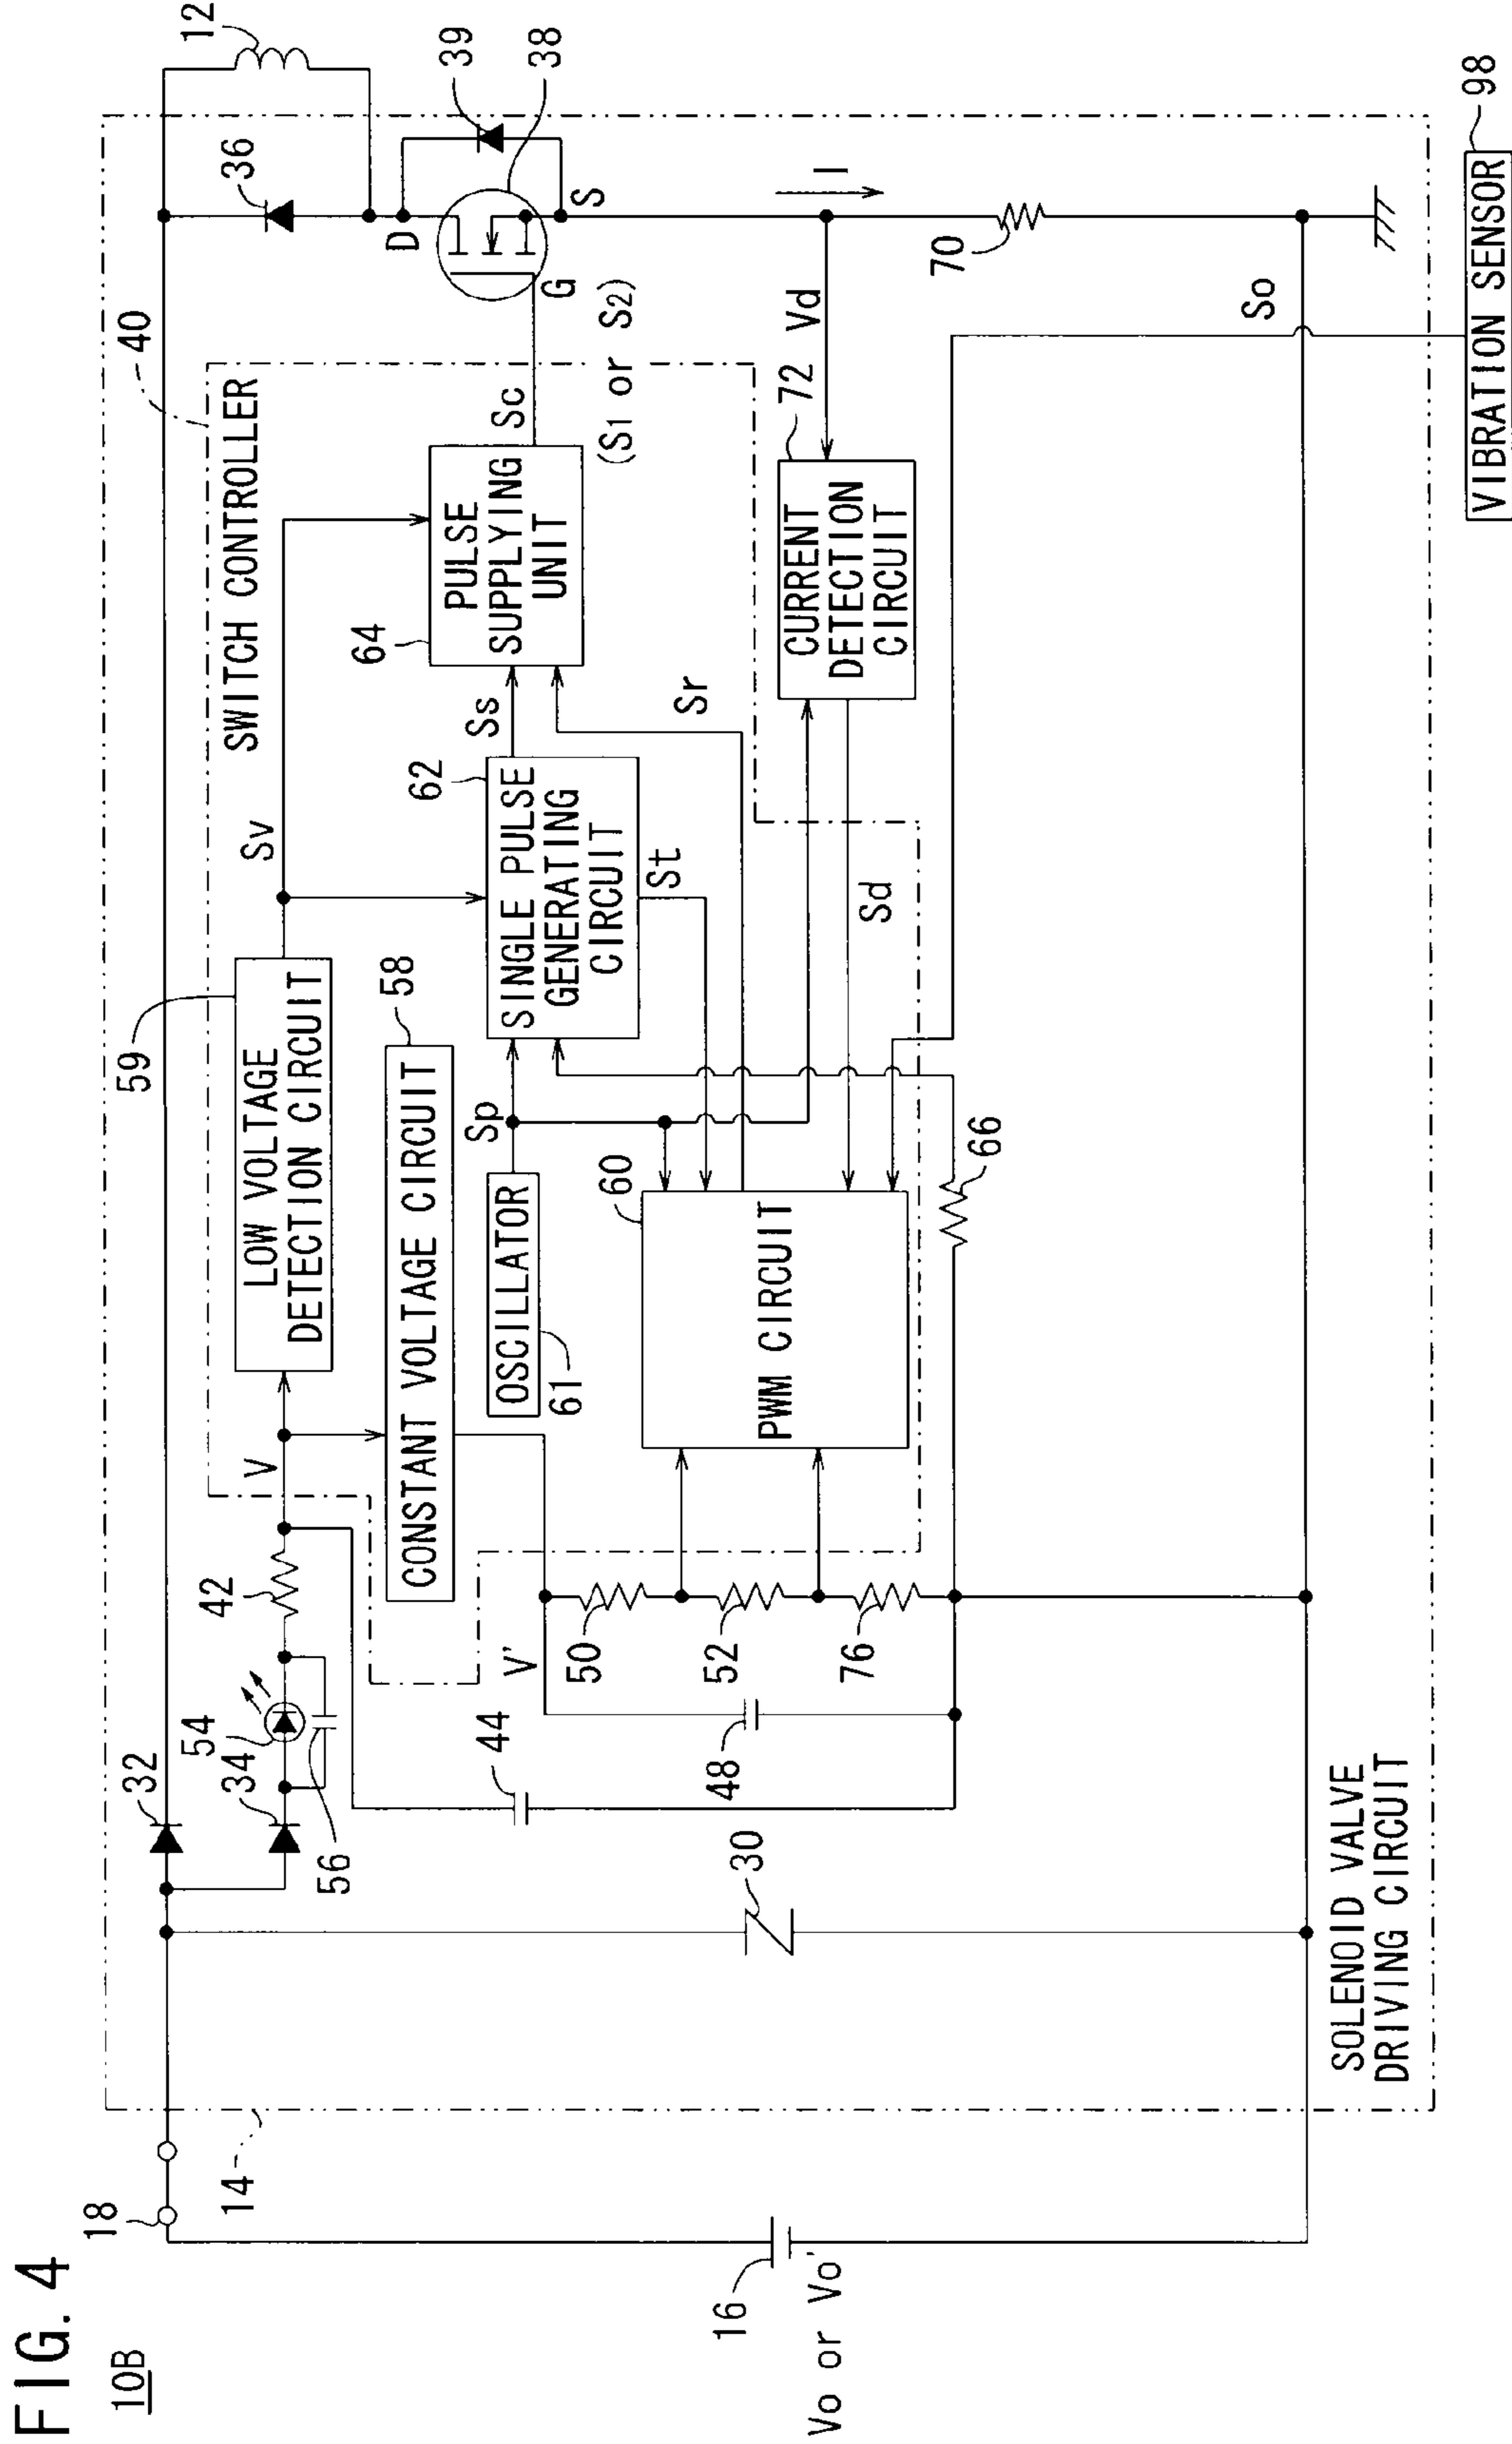 FIG. 4
10B
18
14
16
Vo or Vo'
SOLENOID VALVE
DRIVING CIRCUIT
30
32
34
54
56
42
44
48
V
V'
50
52
76
59
LOW VOLTAGE
DETECTION CIRCUIT
58
CONSTANT VOLTAGE CIRCUIT
OSCILLATOR
61
Sp
60
PWM CIRCUIT
66
Sv
SWITCH CONTROLLER
40
62
SINGLE PULSE
GENERATING
CIRCUIT
St
Ss
Sr
64
PULSE
SUPPLYING
UNIT
Sc
(S1 or S2)
72
CURRENT
DETECTION
CIRCUIT
Sd
Vd
36
12
39
38
D
G
S
I
70
So
98
VIBRATION SENSOR